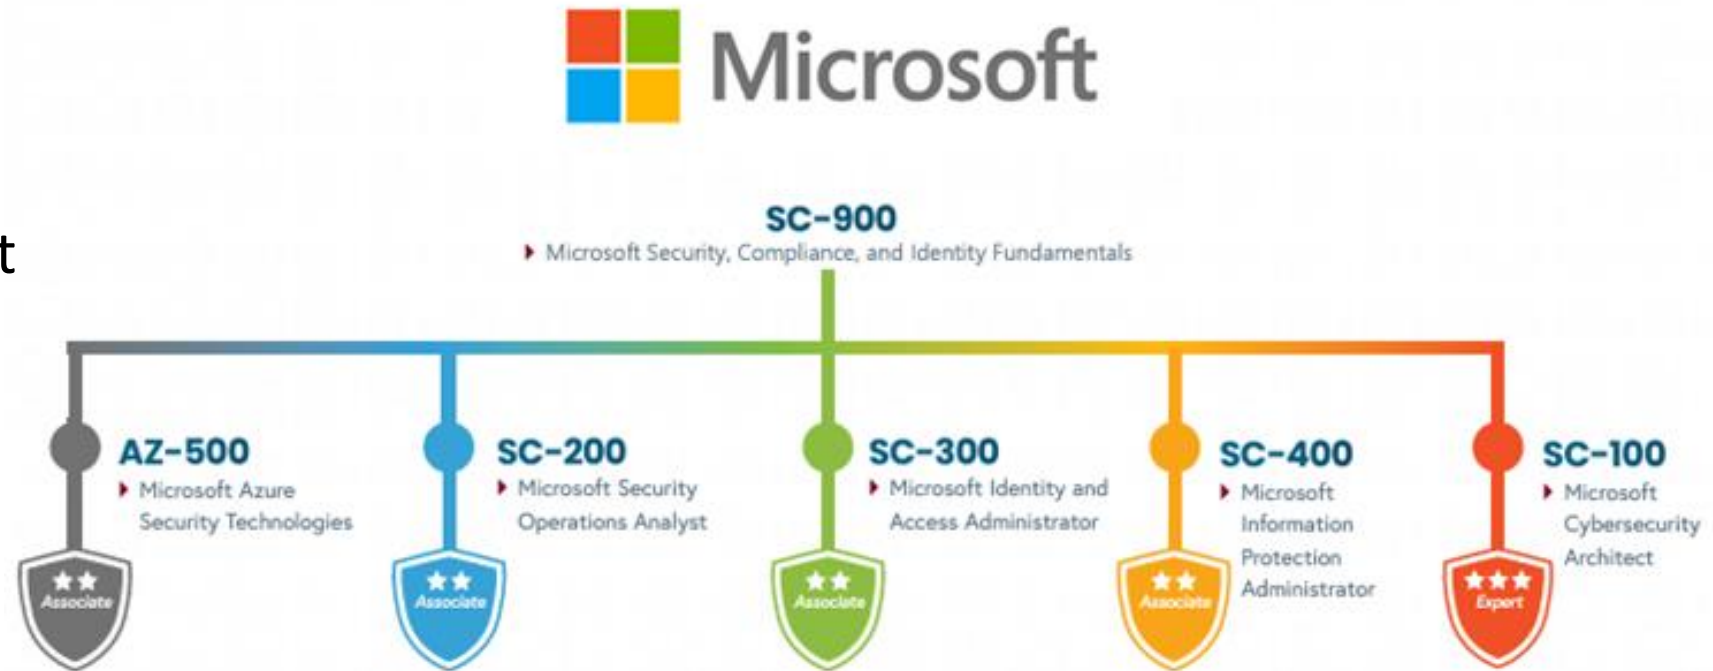 Microsoft
SC-900
Microsoft Security, Compliance, and Identity Fundamentals
t
AZ-500
Microsoft Azure
Security Technologies
Associate
SC-200
Microsoft Security
Operations Analyst
Associate
SC-300
Microsoft Identity and
Access Administrator
Associate
SC-400
Microsoft
Information
Protection
Administrator
Associate
SC-100
Microsoft
Cybersecurity
Architect
Expert